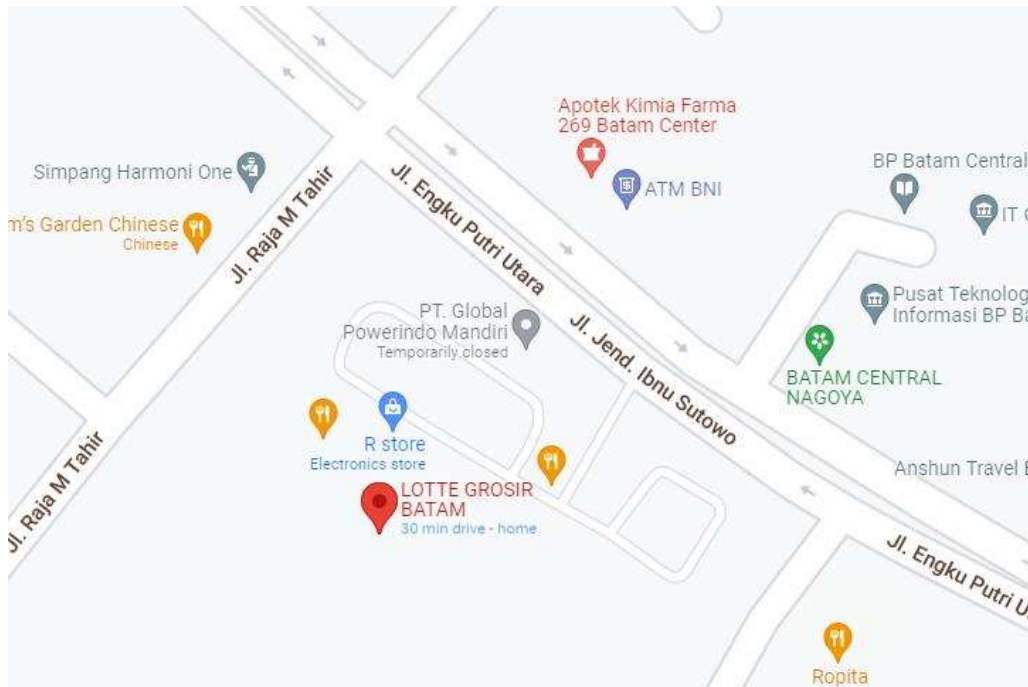 Apotek Kimia Farma
269 Batam Center
ATM BNI
BP Batam Central
IT
Simpang Harmoni One
m's Garden Chinese
Chinese
Jl. Raja M Tahir
Jl. Engku Putri Utara
Pusat Teknolog
Informasi BP Ba
PT. Global
Powerindo Mandiri
Temporarily closed
Jl. Jend. Ibnu Sutowo
BATAM CENTRAL
NAGOYA
R store
Electronics store
Jl. Raja M Tahir
Anshun Travel
LOTTE GROSIR
BATAM
30 min drive - home
Jl. Engku Putri U
Ropita